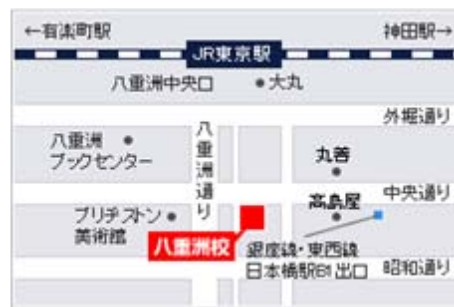 ←有楽町駅
神田駅→
JR東京駅
八重洲中央口
●大丸
外堀通り
八重洲通り
八重洲 ●
ブックセンター
丸善
中央通り
高島屋
ブリヂストン ●
美術館
八重洲校
銀座線・東西線
日本橋駅B1出口
昭和通り